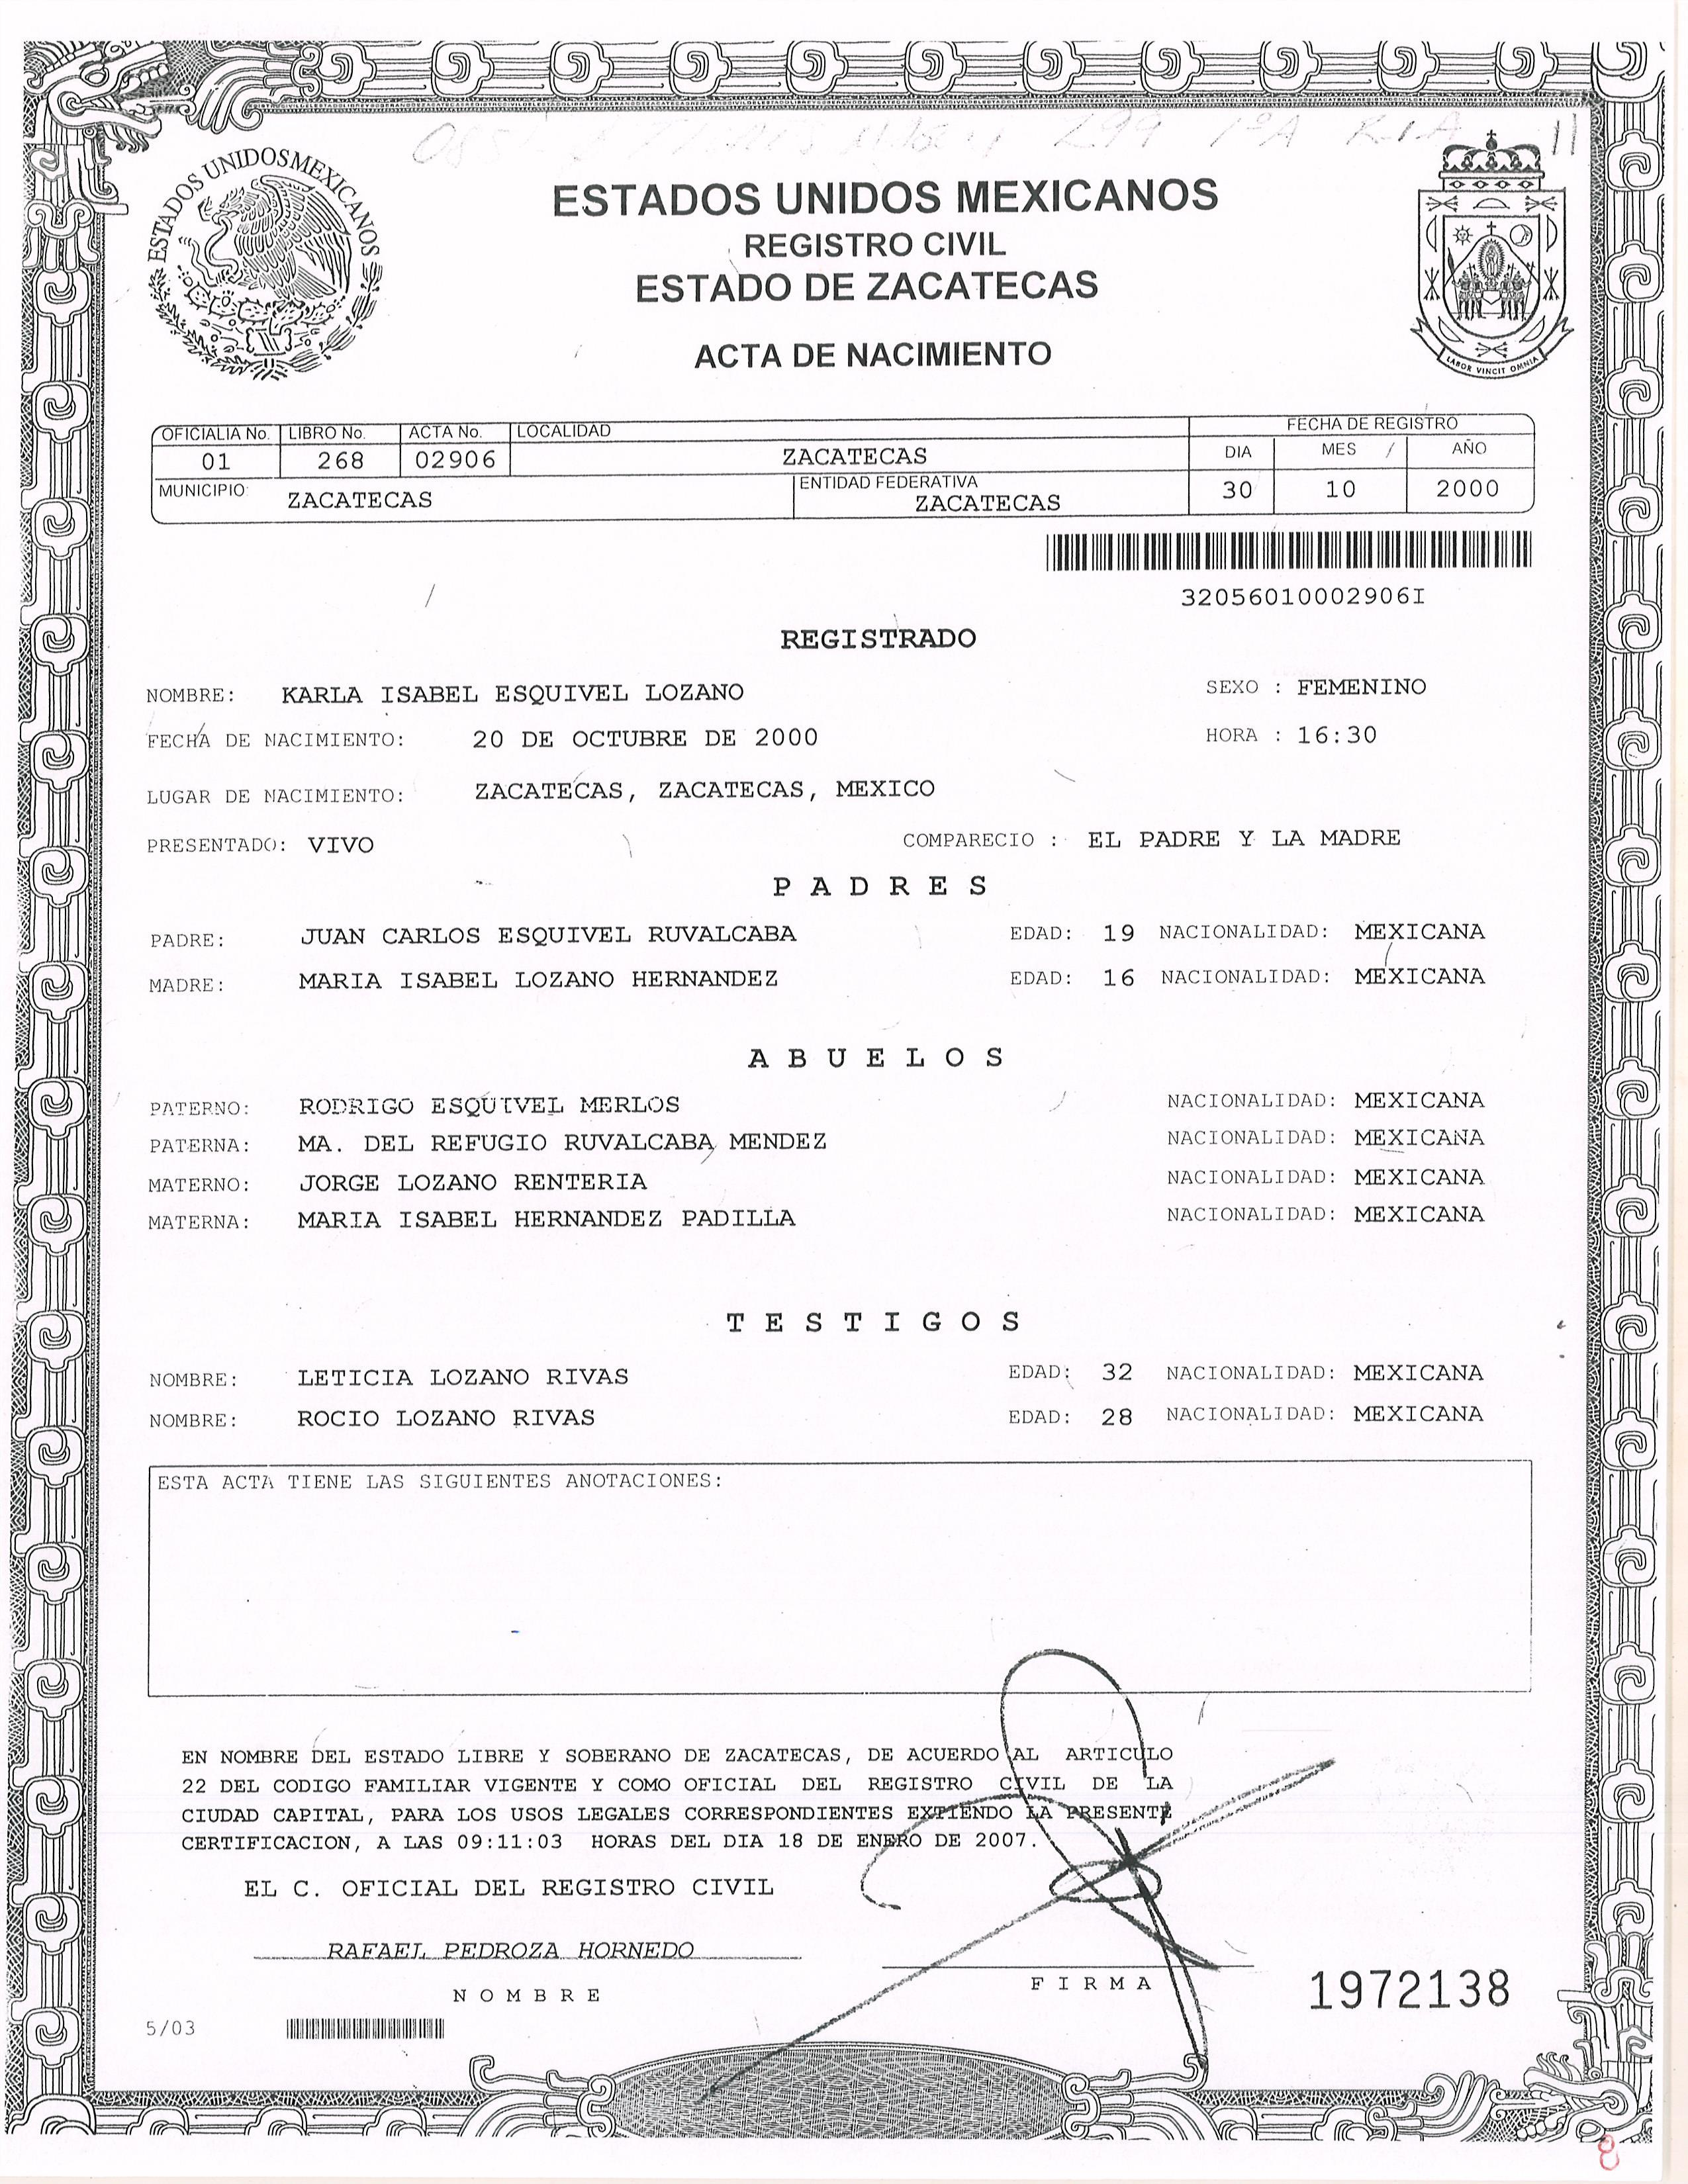 ESTADOS UNIDOS MEXICANOS
ESTADOS UNIDOS MEXICANOS
REGISTRO CIVIL
ESTADO DE ZACATECAS
ACTA DE NACIMIENTO
LABOR VINCIT OMNIA
OFICIALIA No. LIBRO No. ACTA No. LOCALIDAD FECHA DE REGISTRO
01 268 02906 ZACATECAS DIA MES AÑO
MUNICIPIO: ZACATECAS ENTIDAD FEDERATIVA ZACATECAS 30 10 2000
32056010002906I
REGISTRADO
NOMBRE: KARLA ISABEL ESQUIVEL LOZANO SEXO : FEMENINO
FECHA DE NACIMIENTO: 20 DE OCTUBRE DE 2000 HORA : 16:30
LUGAR DE NACIMIENTO: ZACATECAS, ZACATECAS, MEXICO
PRESENTADO: VIVO COMPARECIO : EL PADRE Y LA MADRE
P A D R E S
PADRE: JUAN CARLOS ESQUIVEL RUVALCABA EDAD: 19 NACIONALIDAD: MEXICANA
MADRE: MARIA ISABEL LOZANO HERNANDEZ EDAD: 16 NACIONALIDAD: MEXICANA
A B U E L O S
PATERNO: RODRIGO ESQUIVEL MERLOS NACIONALIDAD: MEXICANA
PATERNA: MA. DEL REFUGIO RUVALCABA MENDEZ NACIONALIDAD: MEXICANA
MATERNO: JORGE LOZANO RENTERIA NACIONALIDAD: MEXICANA
MATERNA: MARIA ISABEL HERNANDEZ PADILLA NACIONALIDAD: MEXICANA
T E S T I G O S
NOMBRE: LETICIA LOZANO RIVAS EDAD: 32 NACIONALIDAD: MEXICANA
NOMBRE: ROCIO LOZANO RIVAS EDAD: 28 NACIONALIDAD: MEXICANA
ESTA ACTA TIENE LAS SIGUIENTES ANOTACIONES:
EN NOMBRE DEL ESTADO LIBRE Y SOBERANO DE ZACATECAS, DE ACUERDO AL ARTICULO
22 DEL CODIGO FAMILIAR VIGENTE Y COMO OFICIAL DEL REGISTRO CIVIL DE LA
CIUDAD CAPITAL, PARA LOS USOS LEGALES CORRESPONDIENTES EXTIENDO LA PRESENTE
CERTIFICACION, A LAS 09:11:03 HORAS DEL DIA 18 DE ENERO DE 2007.
EL C. OFICIAL DEL REGISTRO CIVIL
RAFAEL PEDROZA HORNEDO
N O M B R E
F I R M A
1972138
5/03
8